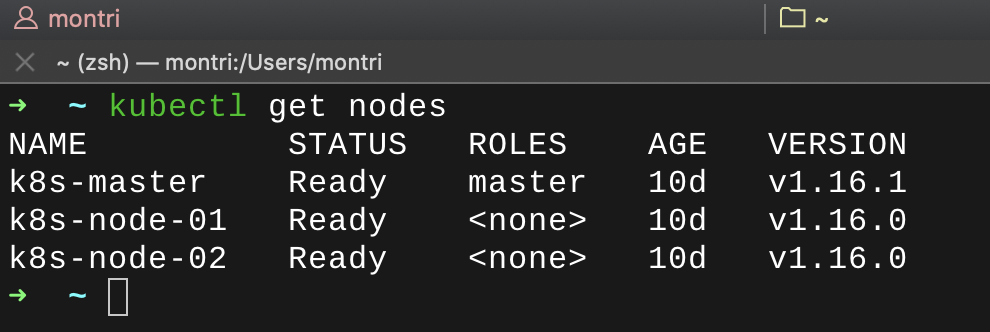 montri
~
~ (zsh) — montri:/Users/montri
➜ ~ kubectl get nodes
NAME STATUS ROLES AGE VERSION
k8s-master Ready master 10d v1.16.1
k8s-node-01 Ready <none> 10d v1.16.0
k8s-node-02 Ready <none> 10d v1.16.0
➜ ~